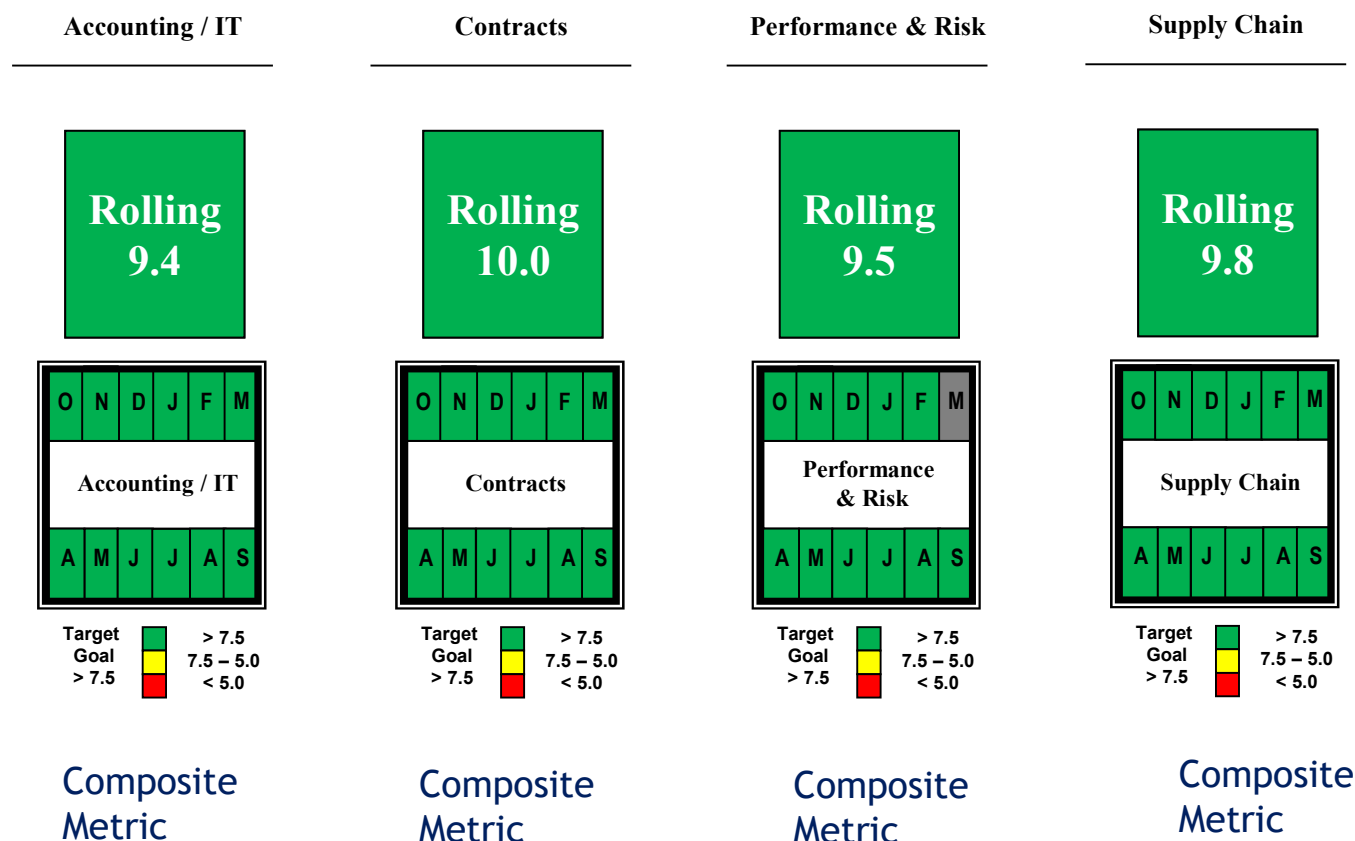 Accounting / IT
Contracts
Performance & Risk
Supply Chain
Rolling
9.4
Rolling
10.0
Rolling
9.5
Rolling
9.8
O N D J F M
Accounting / IT
A M J J A S
O N D J F M
Contracts
A M J J A S
O N D J F M
Performance
& Risk
A M J J A S
O N D J F M
Supply Chain
A M J J A S
Target > 7.5
Goal 7.5 – 5.0
> 7.5 < 5.0
Target > 7.5
Goal 7.5 – 5.0
> 7.5 < 5.0
Target > 7.5
Goal 7.5 – 5.0
> 7.5 < 5.0
Target > 7.5
Goal 7.5 – 5.0
> 7.5 < 5.0
Composite
Metric
Composite
Metric
Composite
Metric
Composite
Metric